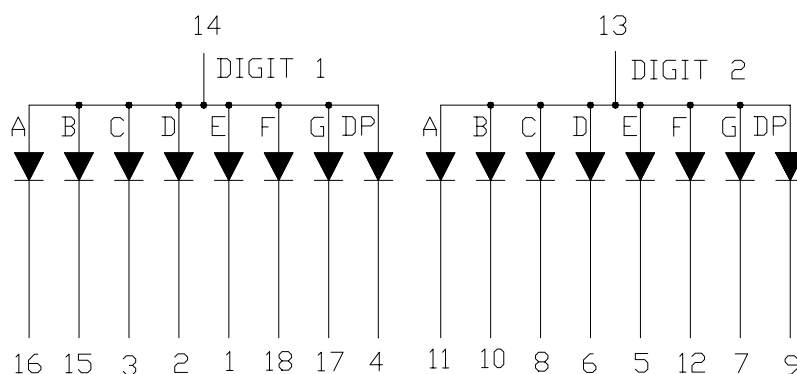 14 13
DIGIT 1 DIGIT 2
A B C D E F G DP A B C D E F G DP
16 15 3 2 1 18 17 4 11 10 8 6 5 12 7 9